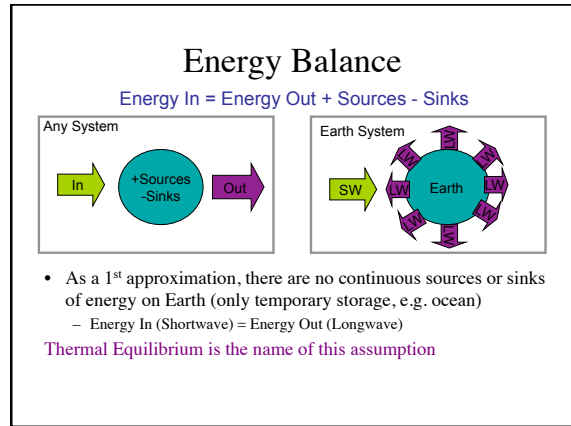 Energy Balance
Energy In = Energy Out + Sources - Sinks
Any System
In
+Sources
-Sinks
Out
Earth System
SW
Earth
LW
LW
LW
LW
LW
LW
LW
LW
• As a 1st approximation, there are no continuous sources or sinks
of energy on Earth (only temporary storage, e.g. ocean)
– Energy In (Shortwave) = Energy Out (Longwave)
Thermal Equilibrium is the name of this assumption